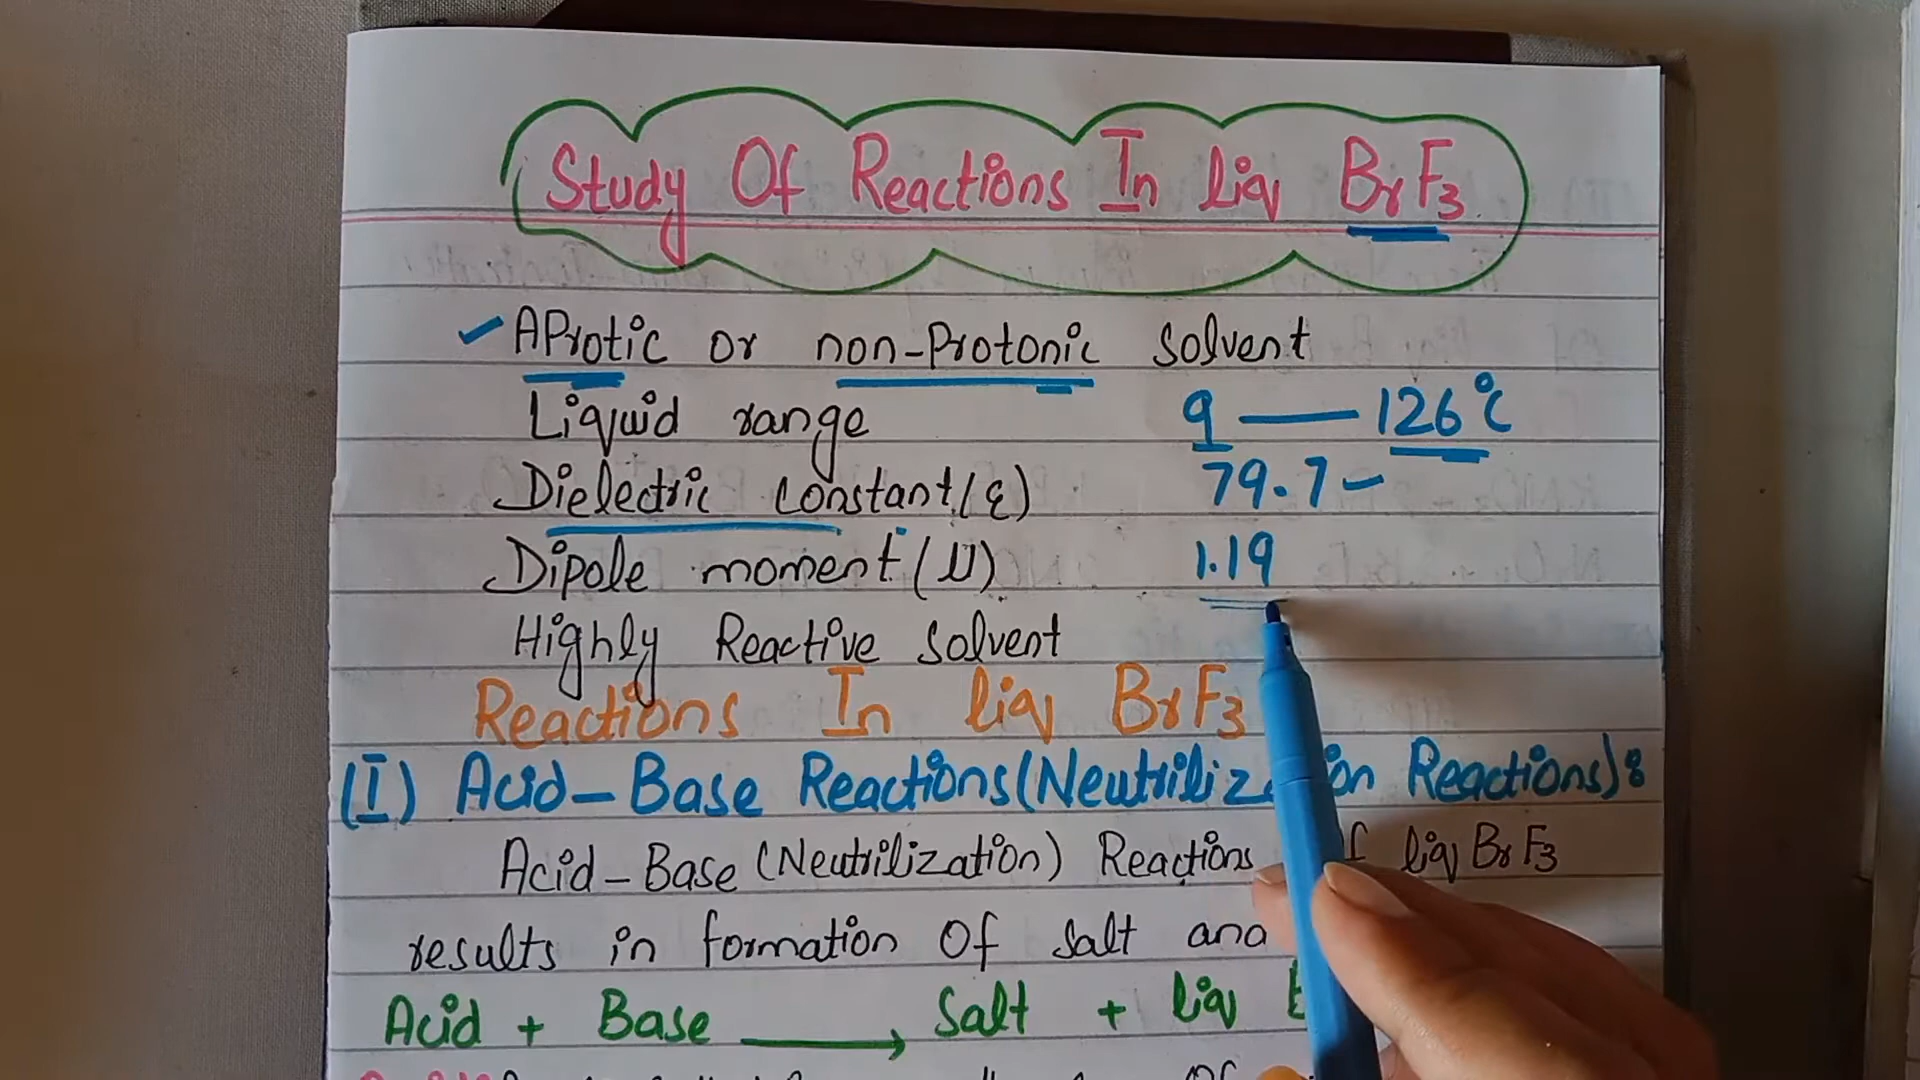 Study Of Reactions In liq BrF3
AProtic or non-Protonic solvent
Liquid range 9 — 126°C
Dielectric constant (ε) 79.7 -
Dipole moment (μ) 1.19
Highly Reactive solvent
Reactions In liq BrF3
(I) Acid-Base Reactions (Neutriliz on Reactions):
Acid-Base (Neutrilization) Reactions liq BrF3
results in formation Of salt and
Acid + Base → Salt + liq